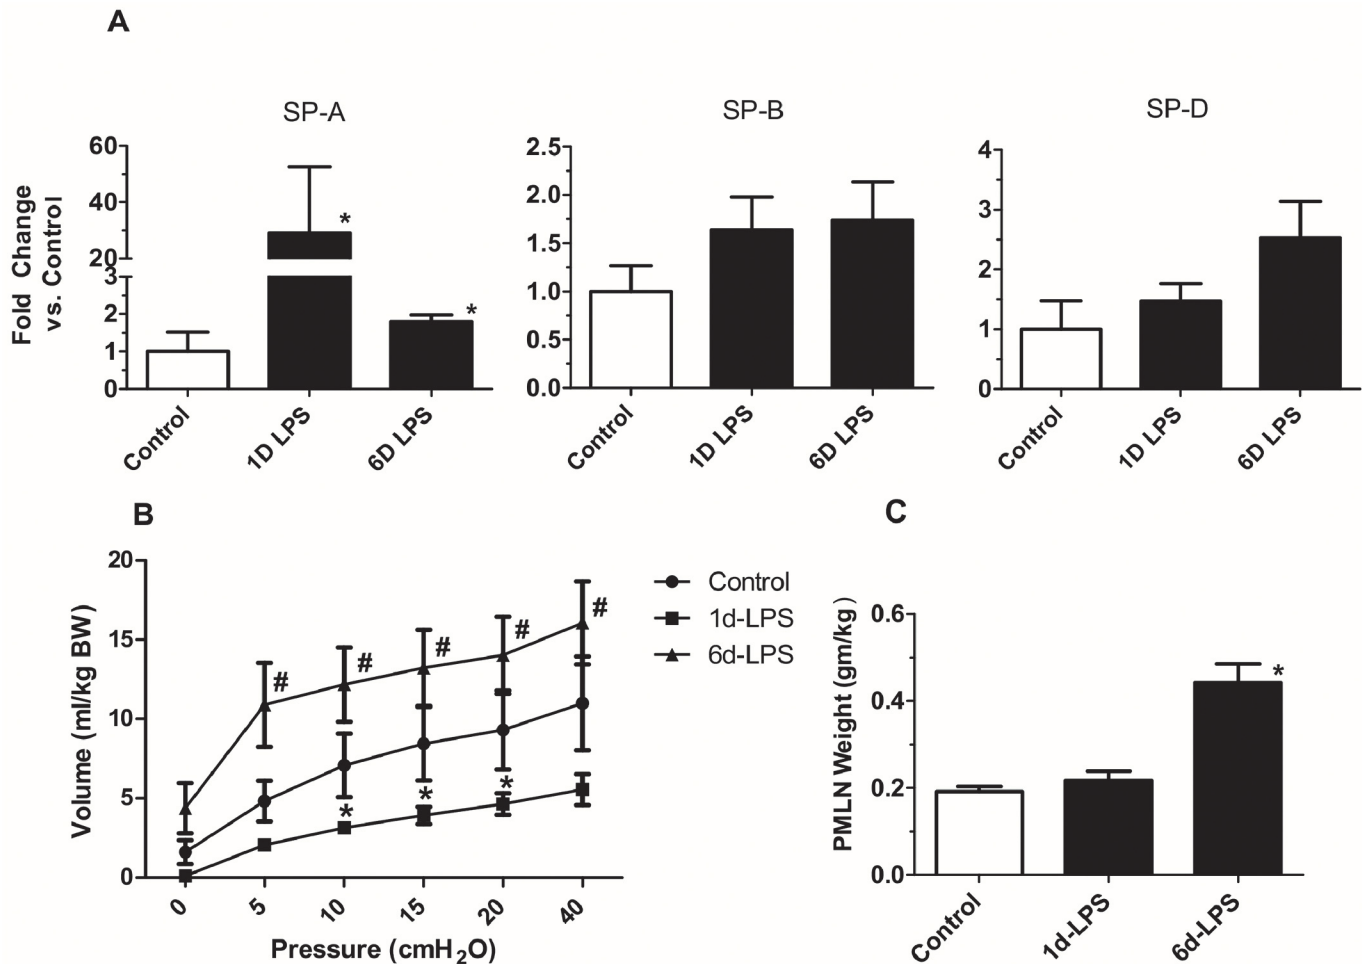 A
SP-A
SP-B
SP-D
Fold Change
vs. Control
60
40
20
3
2
1
0
*
*
Control
1D LPS
6D LPS
2.5
2.0
1.5
1.0
0.5
0.0
Control
1D LPS
6D LPS
4
3
2
1
0
Control
1D LPS
6D LPS
B
Volume (ml/kg BW)
20
15
10
5
0
#
#
#
#
#
*
*
*
0
5
10
15
20
40
Pressure (cmH₂O)
Control
1d-LPS
6d-LPS
C
PMLN Weight (gm/kg)
0.6
0.4
0.2
0.0
*
Control
1d-LPS
6d-LPS